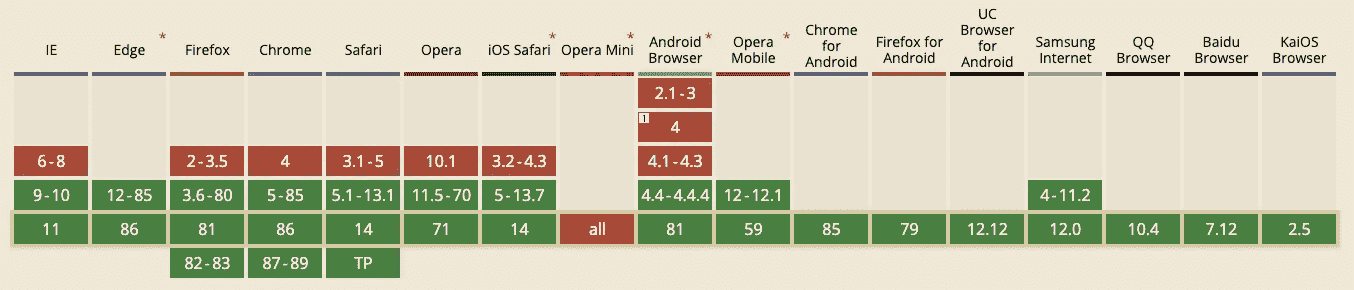 IE
Edge *
Firefox
Chrome
Safari
Opera
iOS Safari *
Opera Mini *
Android *
Browser
Opera *
Mobile
Chrome
for
Android
Firefox for
Android
UC
Browser
for
Android
Samsung
Internet
QQ
Browser
Baidu
Browser
KaiOS
Browser
2.1-3
1
4
6-8
2-3.5
4
3.1-5
10.1
3.2-4.3
4.1-4.3
9-10
12-85
3.6-80
5-85
5.1-13.1
11.5-70
5-13.7
4.4-4.4.4
12-12.1
4-11.2
11
86
81
86
14
71
14
all
81
59
85
79
12.12
12.0
10.4
7.12
2.5
82-83
87-89
TP